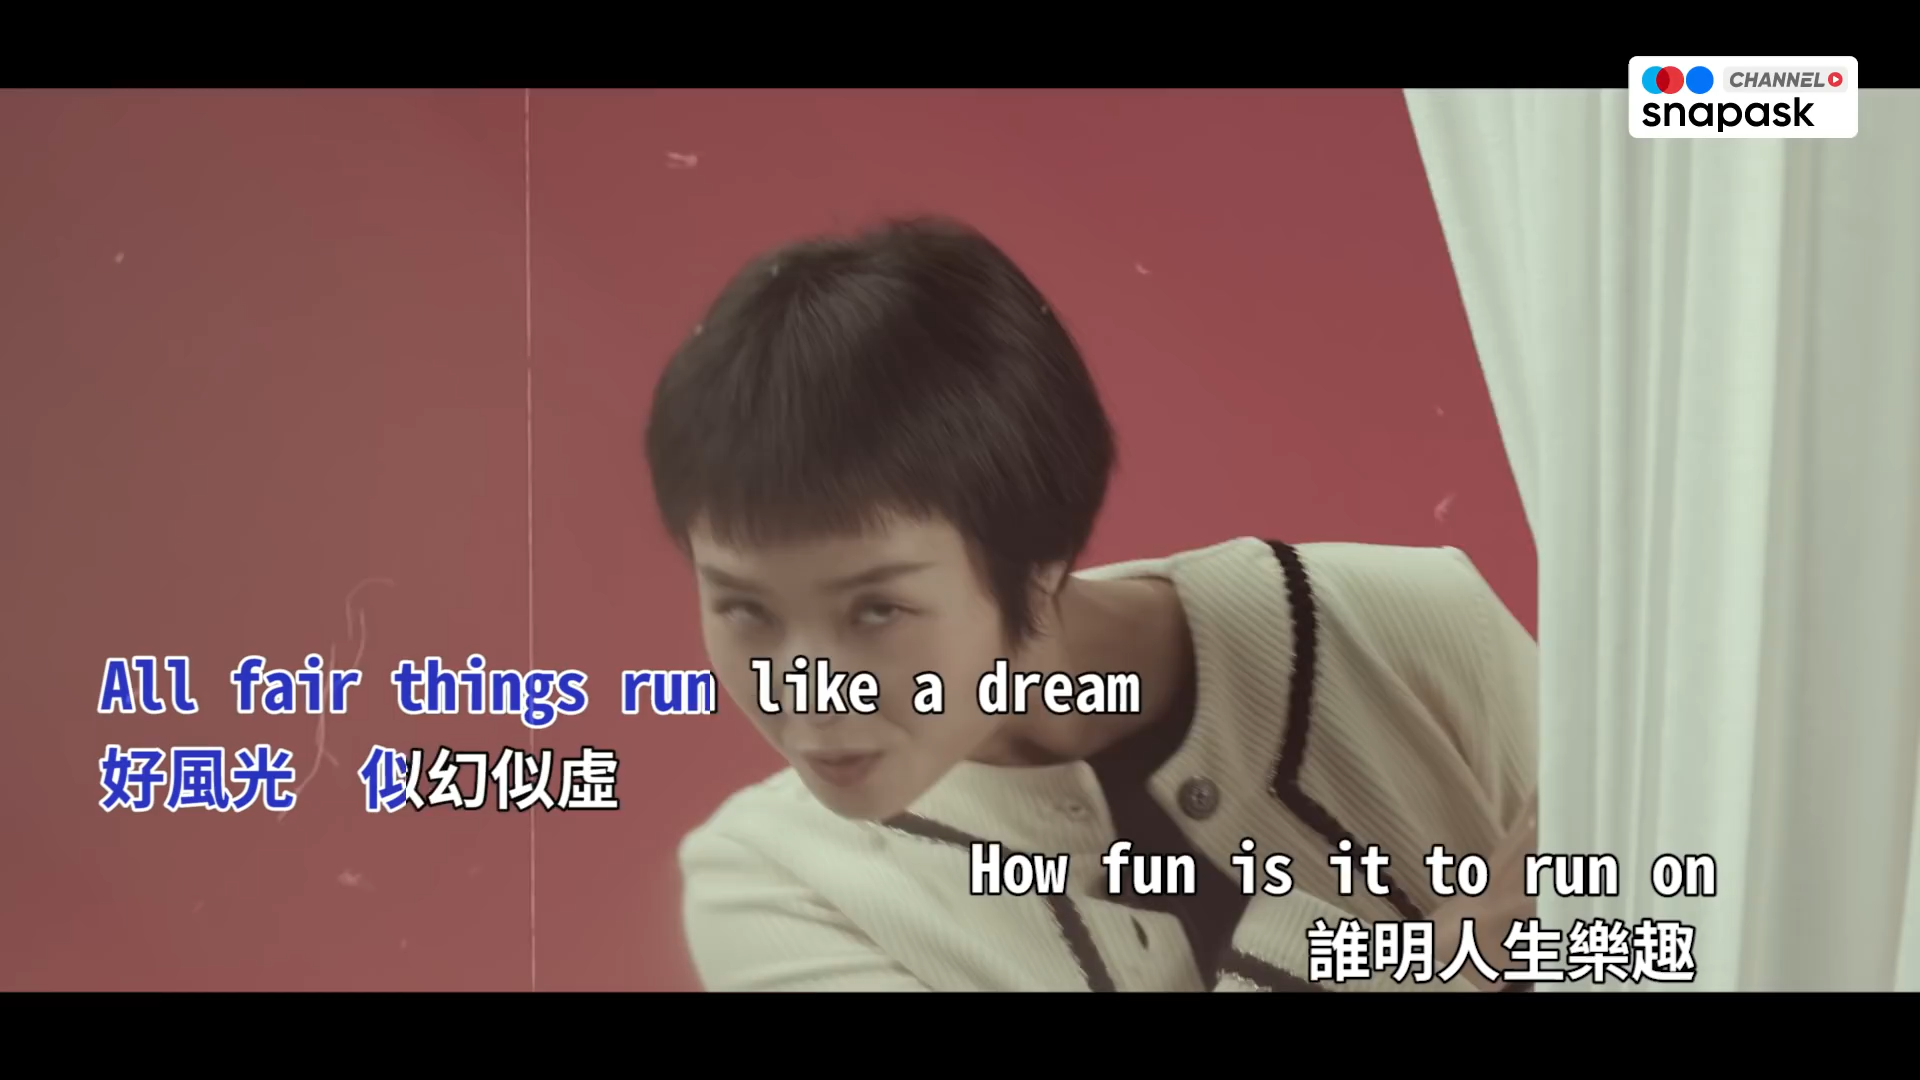 CHANNEL
snapask
All fair things run like a dream
好風光 似幻似虛
How fun is it to run on
誰明人生樂趣